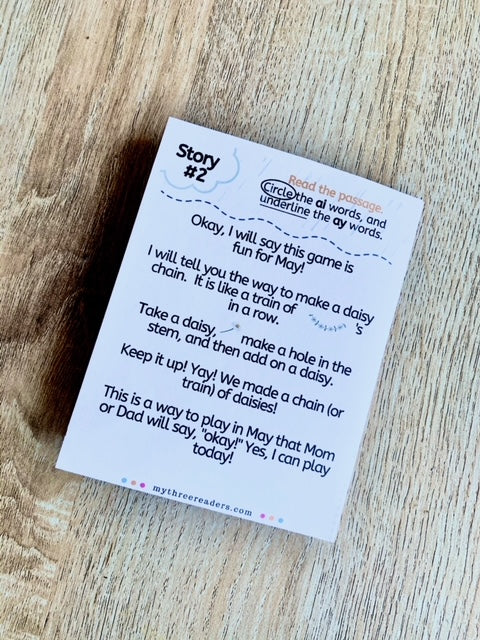 Story
#2
Read the passage.
Circle the ai words, and
underline the ay words.
Okay, I will say this game is
fun for May!
I will tell you the way to make a daisy
chain. It is like a train of 's
in a row.
Take a daisy, make a hole in the
stem, and then add on a daisy.
Keep it up! Yay! We made a chain (or
train) of daisies!
This is a way to play in May that Mom
or Dad will say, "okay!" Yes, I can play
today!
mythreereaders.com